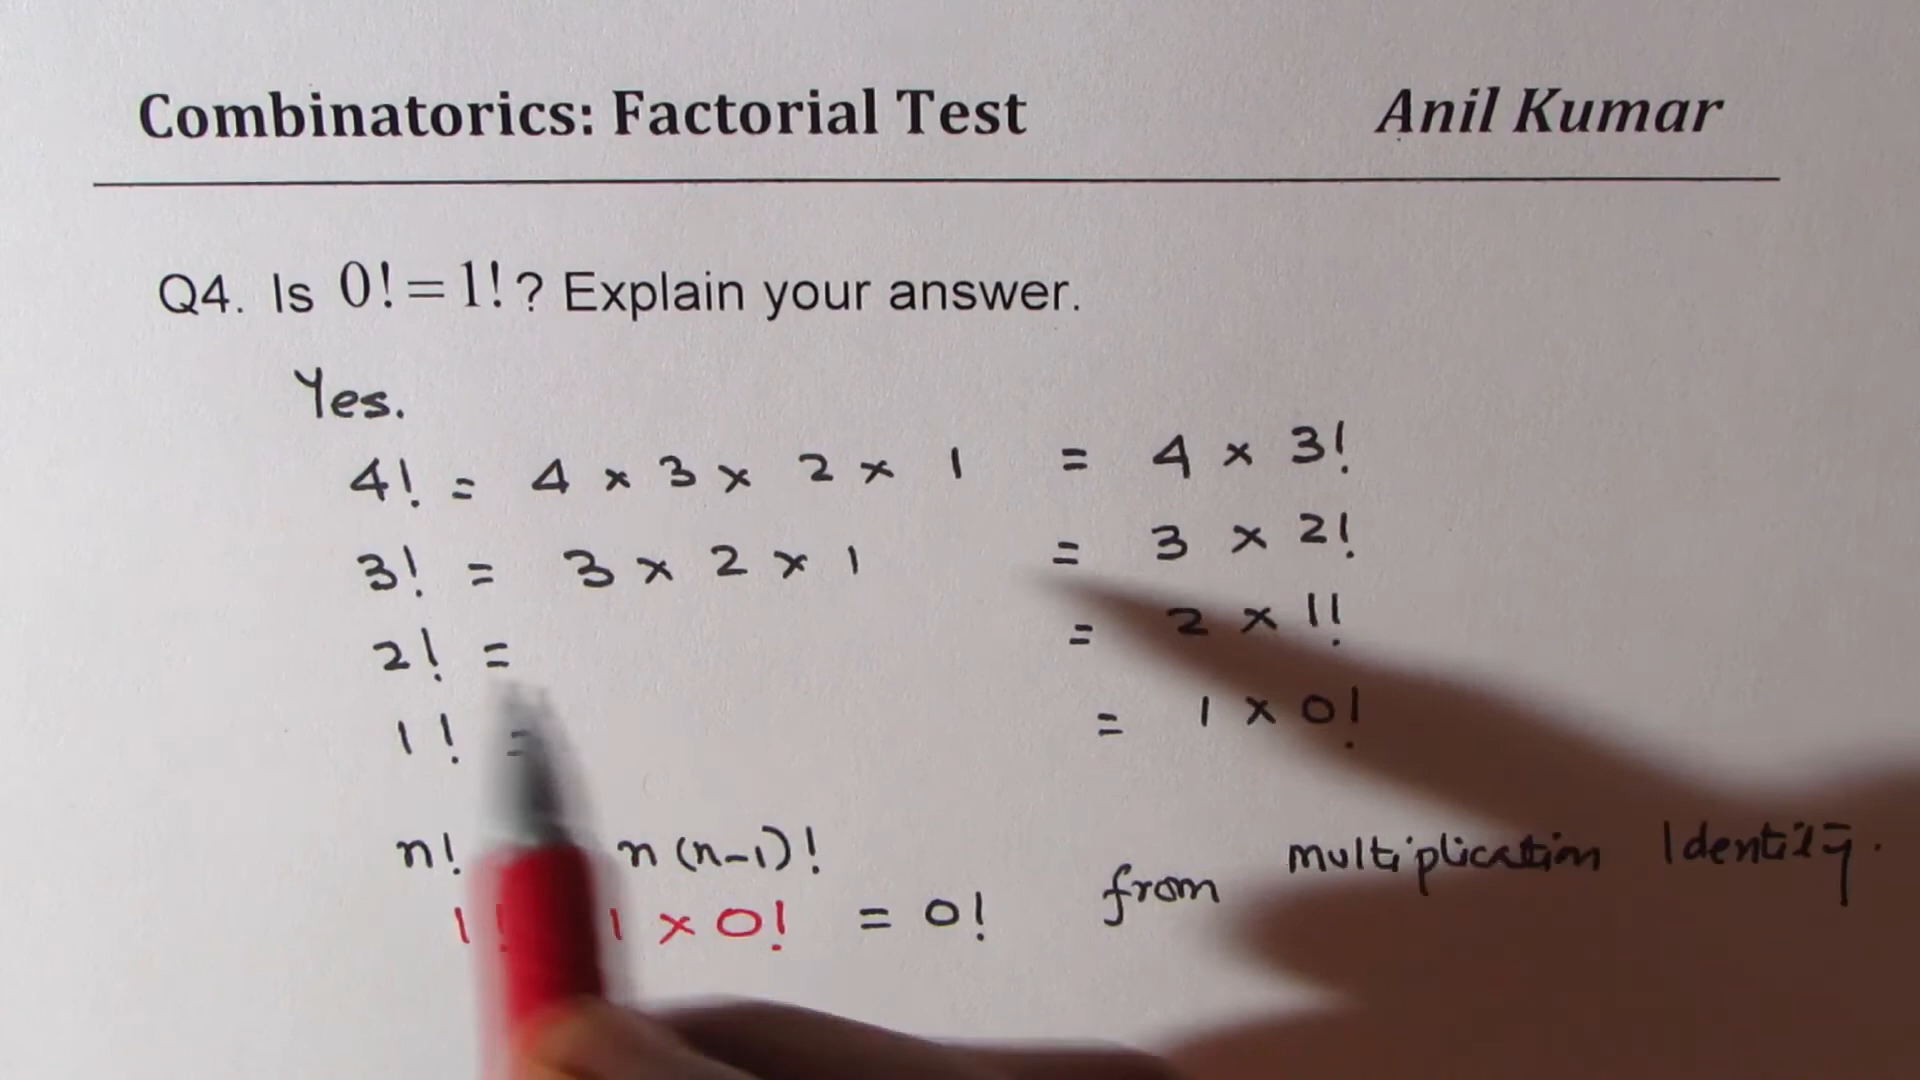 Combinatorics: Factorial Test Anil Kumar
Q4. Is 0! = 1! ? Explain your answer.
Yes.
4! = 4 × 3 × 2 × 1 = 4 × 3!
3! = 3 × 2 × 1 = 3 × 2!
2! = = 2 × 1!
1! = = 1 × 0!
n! n(n-1)!
1! 1 × 0! = 0! from multiplication Identity.